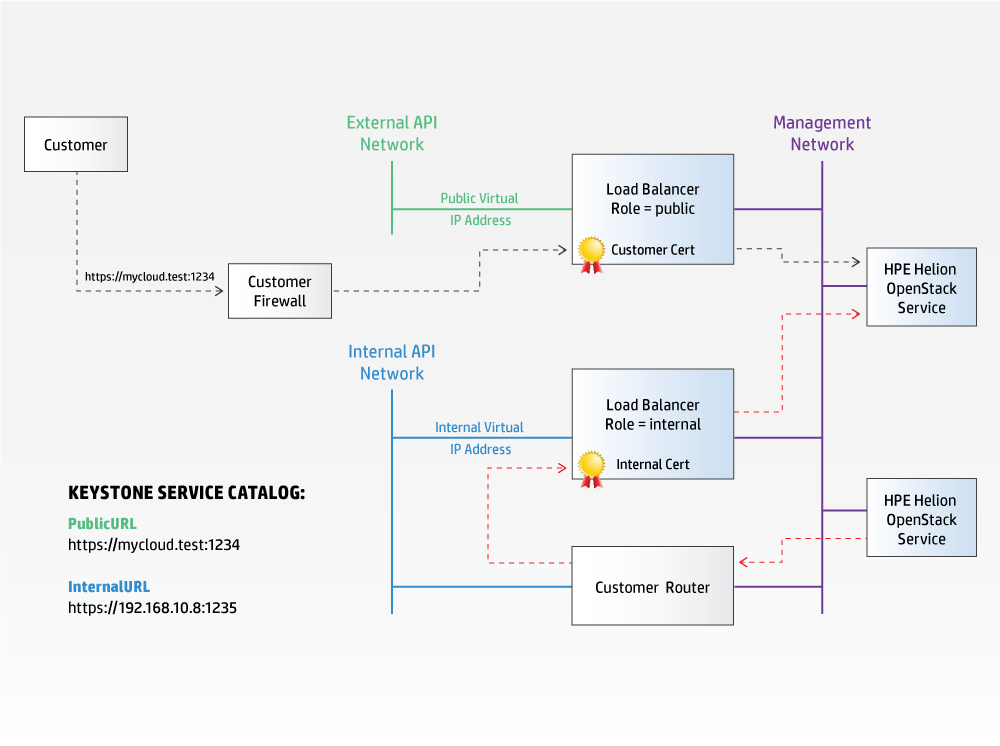 Customer
https://mycloud.test:1234
Customer
Firewall
External API
Network
Public Virtual
IP Address
Load Balancer
Role = public
Customer Cert
Management
Network
HPE Helion
OpenStack
Service
Internal API
Network
Internal Virtual
IP Address
Load Balancer
Role = internal
Internal Cert
HPE Helion
OpenStack
Service
Customer Router
KEYSTONE SERVICE CATALOG:
PublicURL
https://mycloud.test:1234
InternalURL
https://192.168.10.8:1235